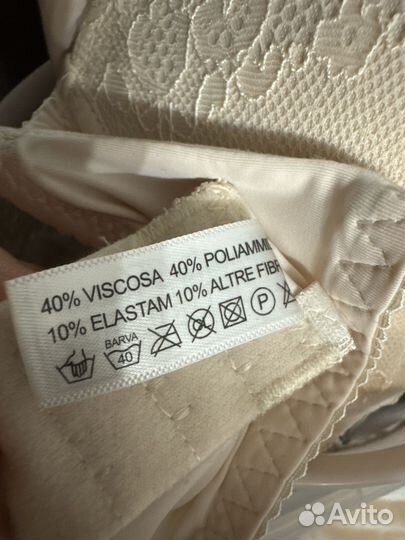 40% VISCOSA 40% POLIAMMID
10% ELASTAM 10% ALTRE FIBR
BARVA
40
P
Avito